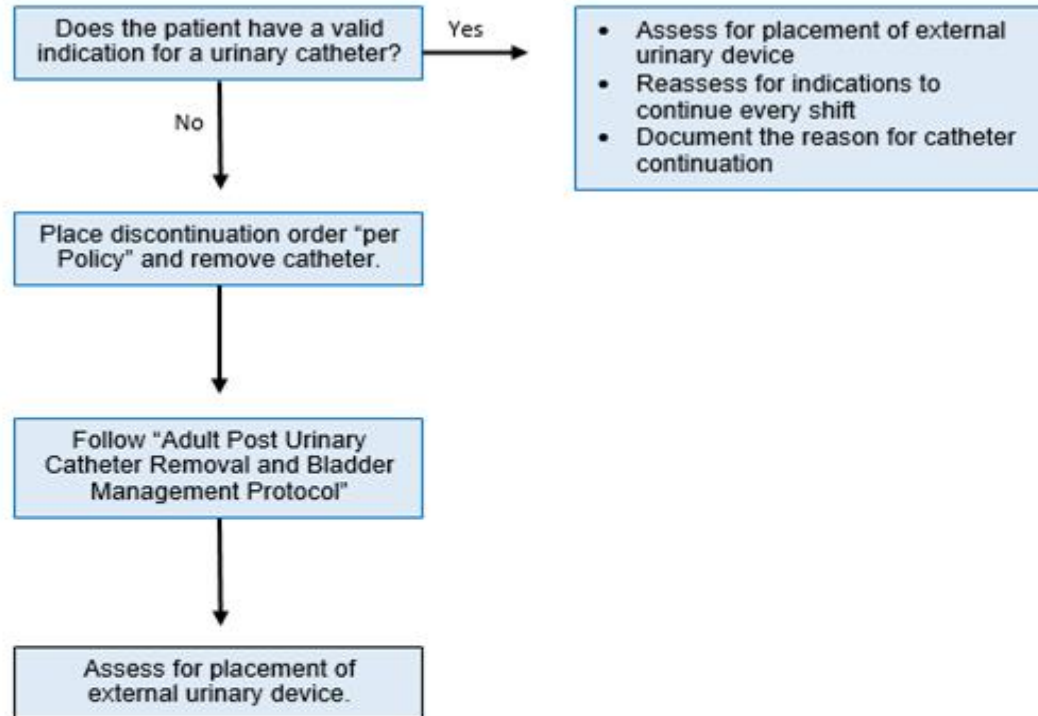 Does the patient have a valid
indication for a urinary catheter?
Yes
• Assess for placement of external
urinary device
• Reassess for indications to
continue every shift
• Document the reason for catheter
continuation
No
Place discontinuation order “per
Policy” and remove catheter.
Follow “Adult Post Urinary
Catheter Removal and Bladder
Management Protocol”
Assess for placement of
external urinary device.